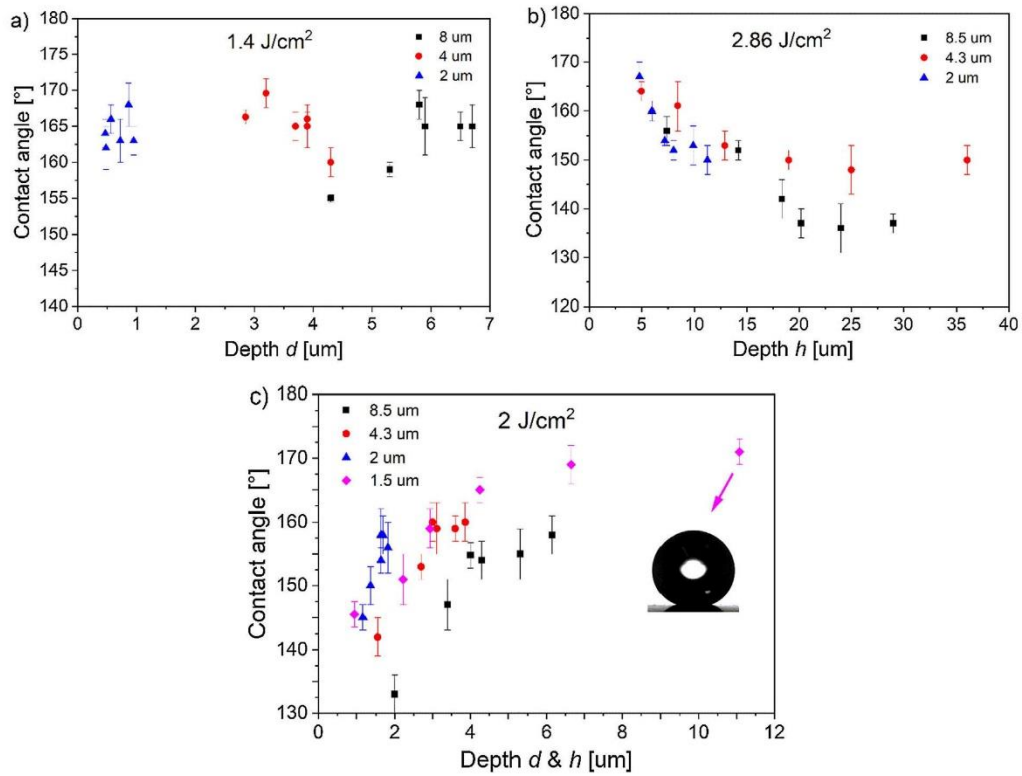 a)
1.4 J/cm²
8 um
4 um
2 um
Contact angle [°]
180
175
170
165
160
155
150
145
140
0 1 2 3 4 5 6 7
Depth d [um]
b)
2.86 J/cm²
8.5 um
4.3 um
2 um
Contact angle [°]
180
170
160
150
140
130
120
0 5 10 15 20 25 30 35 40
Depth h [um]
c)
2 J/cm²
8.5 um
4.3 um
2 um
1.5 um
Contact angle [°]
180
170
160
150
140
130
0 2 4 6 8 10 12
Depth d & h [um]